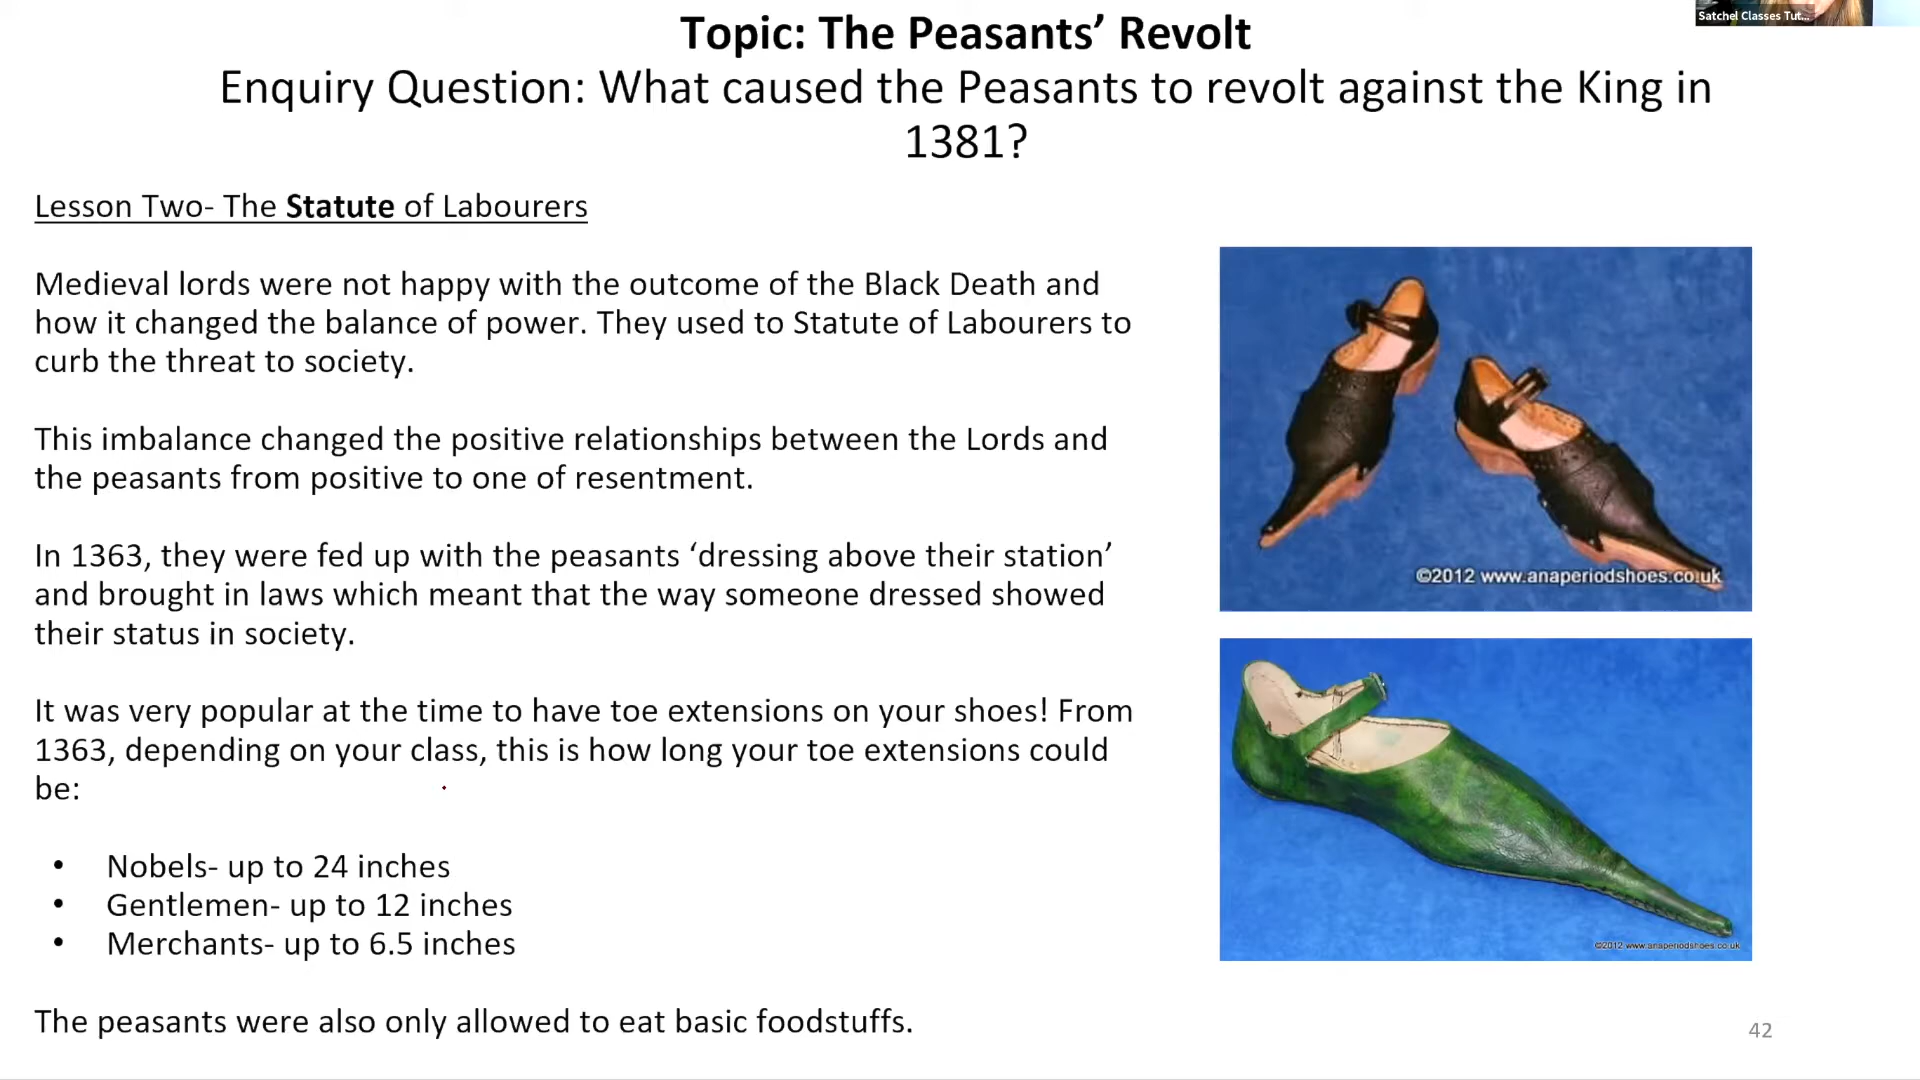 Satchel Classes Tut...
Topic: The Peasants’ Revolt
Enquiry Question: What caused the Peasants to revolt against the King in
1381?
Lesson Two- The Statute of Labourers
Medieval lords were not happy with the outcome of the Black Death and
how it changed the balance of power. They used to Statute of Labourers to
curb the threat to society.
This imbalance changed the positive relationships between the Lords and
the peasants from positive to one of resentment.
In 1363, they were fed up with the peasants ‘dressing above their station’
and brought in laws which meant that the way someone dressed showed
their status in society.
It was very popular at the time to have toe extensions on your shoes! From
1363, depending on your class, this is how long your toe extensions could
be:
• Nobels- up to 24 inches
• Gentlemen- up to 12 inches
• Merchants- up to 6.5 inches
The peasants were also only allowed to eat basic foodstuffs.
©2012 www.anaperiodshoes.co.uk
©2012 www.anaperiodshoes.co.uk
42